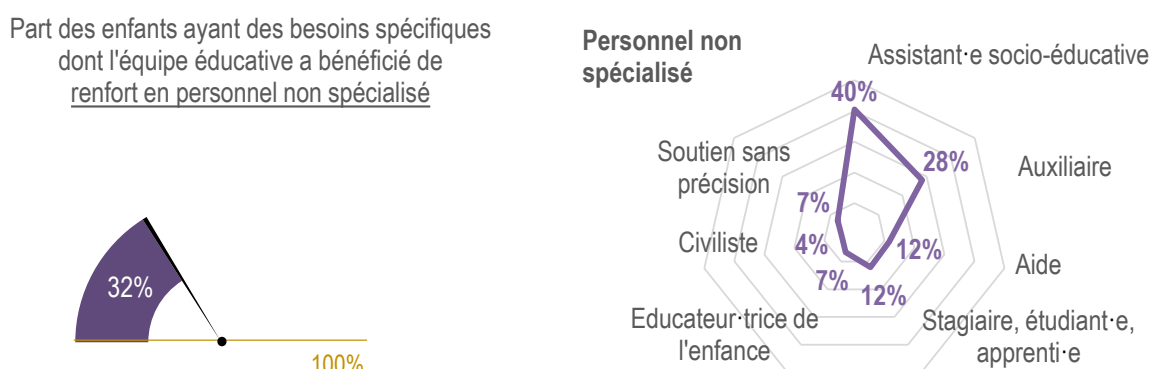 Part des enfants ayant des besoins spécifiques
dont l'équipe éducative a bénéficié de
renfort en personnel non spécialisé
32%
100%
Personnel non
spécialisé
Assistant·e socio-éducative
40%
28%
Auxiliaire
Soutien sans
précision
7%
Civiliste
4%
12%
Aide
7%
12%
Educateur·trice de
l'enfance
Stagiaire, étudiant·e,
apprenti·e